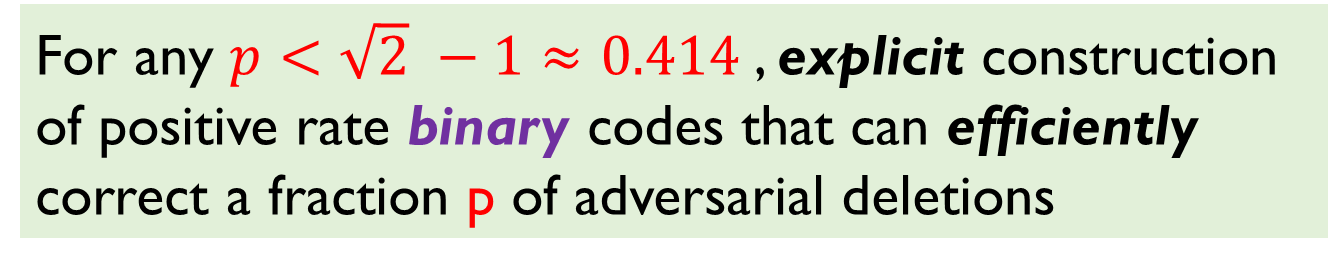 For any p < √2 − 1 ≈ 0.414 , explicit construction
of positive rate binary codes that can efficiently
correct a fraction p of adversarial deletions